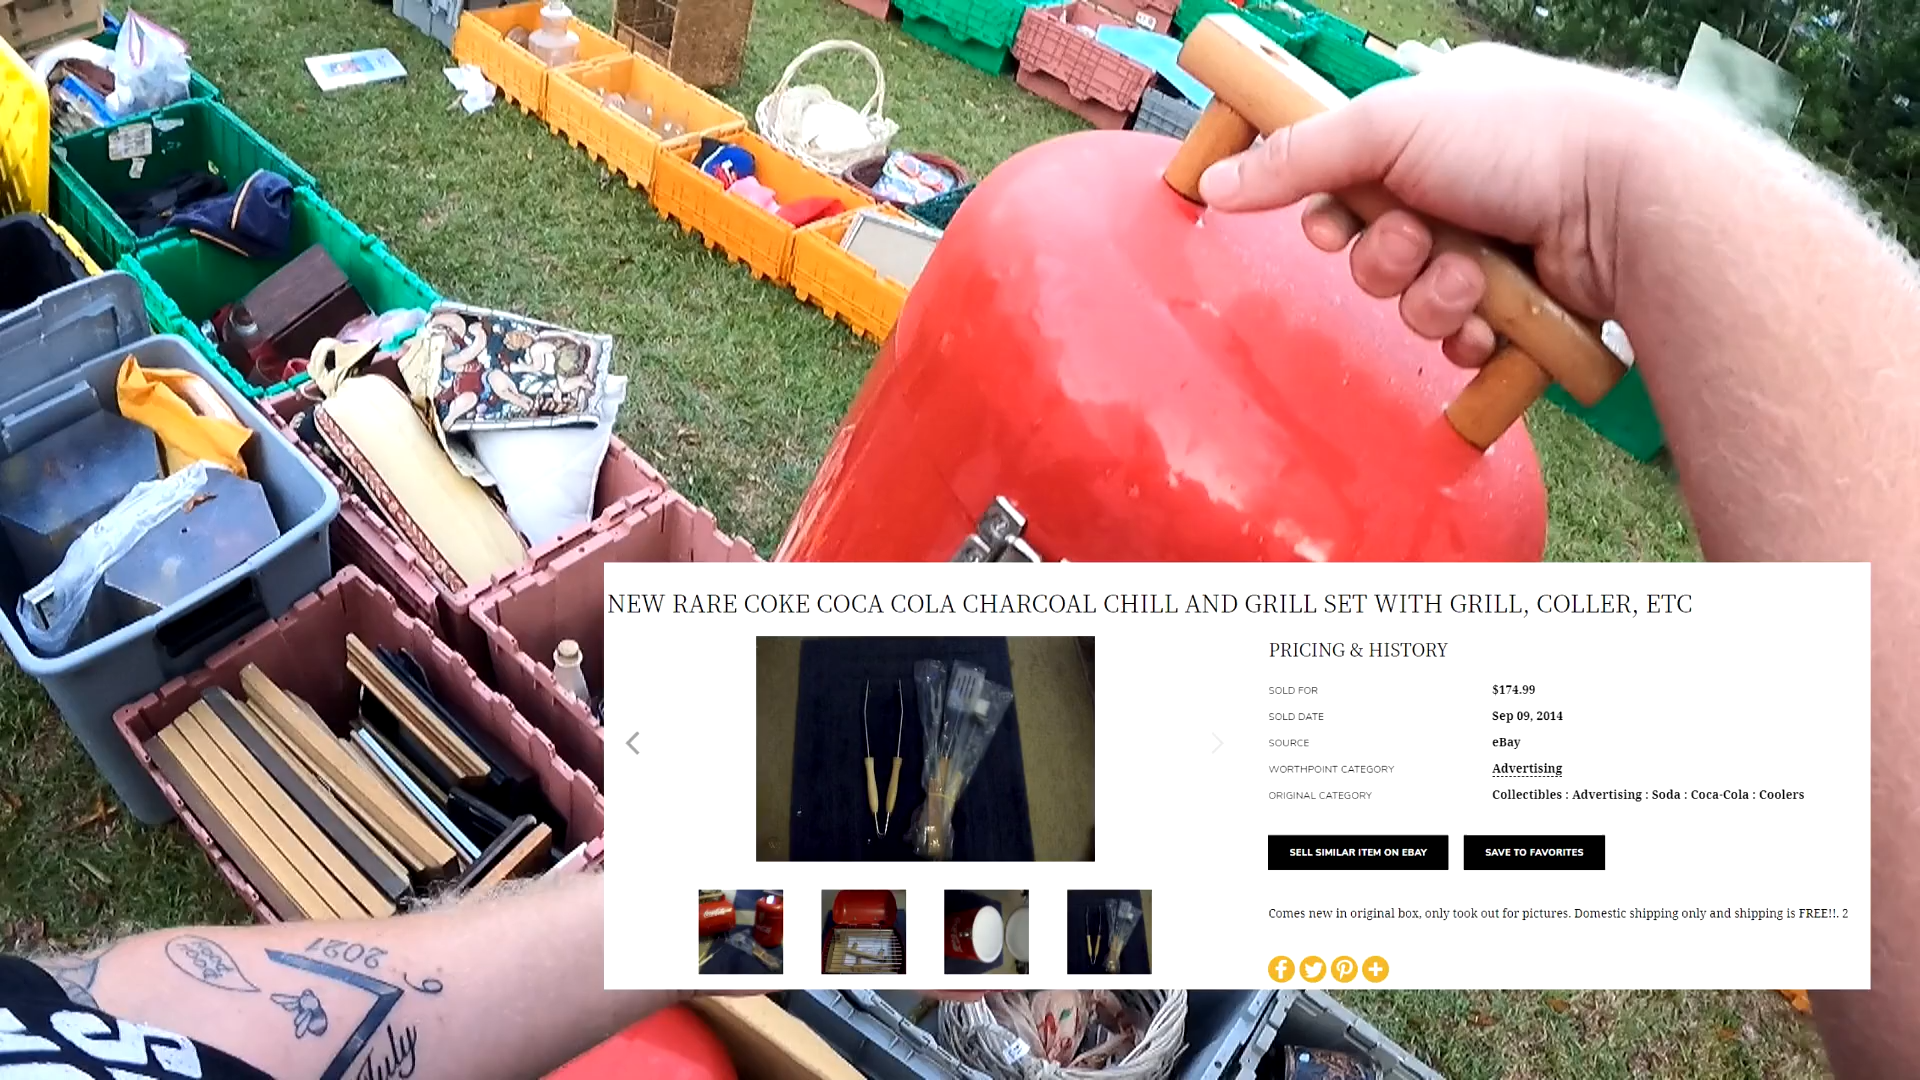 NEW RARE COKE COCA COLA CHARCOAL CHILL AND GRILL SET WITH GRILL, COLLER, ETC
PRICING & HISTORY
SOLD FOR $174.99
SOLD DATE Sep 09, 2014
SOURCE eBay
WORTHPOINT CATEGORY Advertising
ORIGINAL CATEGORY Collectibles : Advertising : Soda : Coca-Cola : Coolers
SELL SIMILAR ITEM ON EBAY SAVE TO FAVORITES
Comes new in original box, only took out for pictures. Domestic shipping only and shipping is FREE!!. 2
2021
July